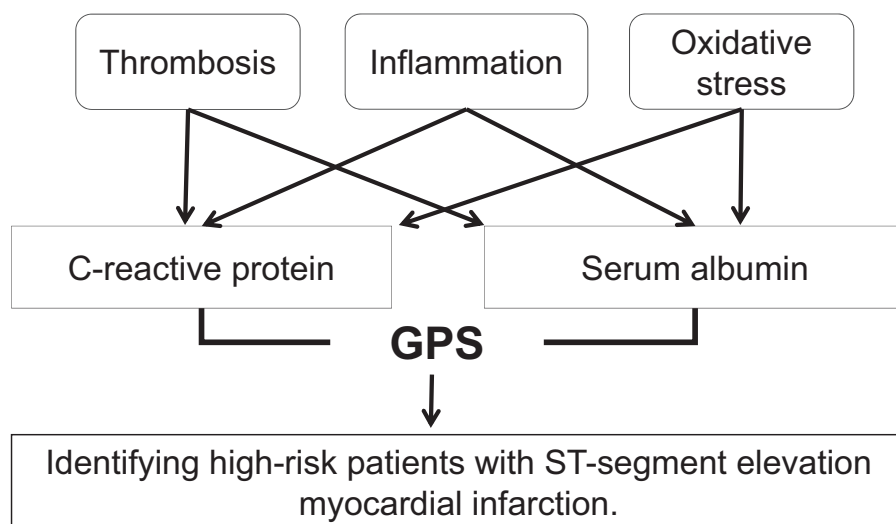 Thrombosis
Inflammation
Oxidative
stress
C-reactive protein
Serum albumin
GPS
Identifying high-risk patients with ST-segment elevation
myocardial infarction.